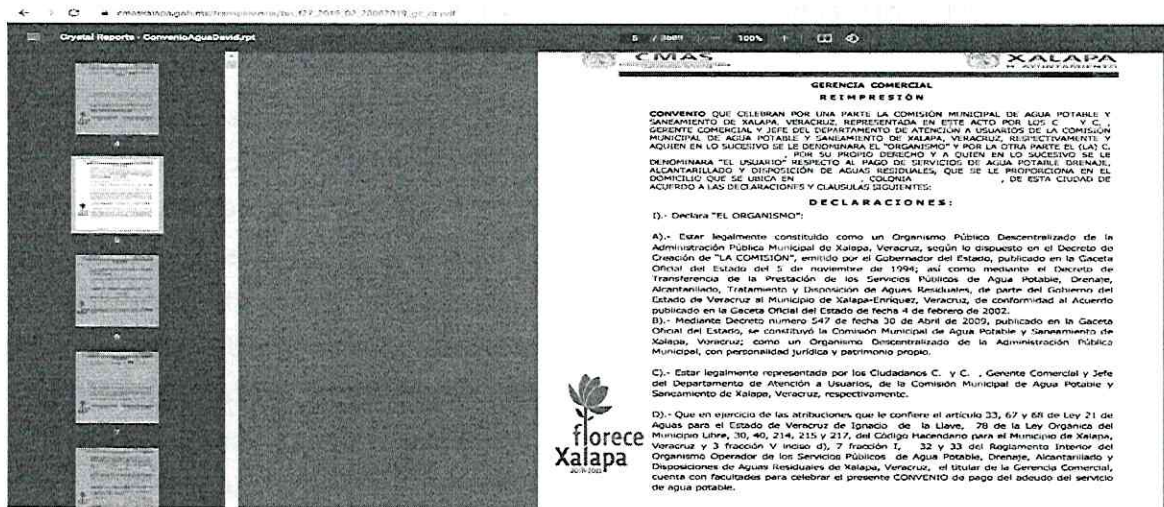 Crystal Reports - ConvenioAguaDavid.rpt
5 / 3689
100%
CMAS
XALAPA
H. AYUNTAMIENTO
GERENCIA COMERCIAL
REIMPRESIÓN
CONVENIO QUE CELEBRAN POR UNA PARTE LA COMISIÓN MUNICIPAL DE AGUA POTABLE Y
SANEAMIENTO DE XALAPA, VERACRUZ, REPRESENTADA EN ESTE ACTO POR LOS C Y C. ,
GERENTE COMERCIAL Y JEFE DEL DEPARTAMENTO DE ATENCIÓN A USUARIOS DE LA COMISIÓN
MUNICIPAL DE AGUA POTABLE Y SANEAMIENTO DE XALAPA, VERACRUZ, RESPECTIVAMENTE Y
AQUIEN EN LO SUCESIVO SE LE DENOMINARA EL "ORGANISMO" Y POR LA OTRA PARTE EL (LA) C.
, POR SU PROPIO DERECHO Y A QUIEN EN LO SUCESIVO SE LE
DENOMINARA "EL USUARIO" RESPECTO AL PAGO DE SERVICIOS DE AGUA POTABLE DRENAJE,
ALCANTARILLADO Y DISPOSICIÓN DE AGUAS RESIDUALES, QUE SE LE PROPORCIONA EN EL
DOMICILIO QUE SE UBICA EN , COLONIA , DE ESTA CIUDAD DE
ACUERDO A LAS DECLARACIONES Y CLAUSULAS SIGUIENTES:
DECLARACIONES:
I).- Declara "EL ORGANISMO":
A).- Estar legalmente constituido como un Organismo Público Descentralizado de la
Administración Pública Municipal de Xalapa, Veracruz, según lo dispuesto en el Decreto de
Creación de "LA COMISIÓN", emitido por el Gobernador del Estado, publicado en la Gaceta
Oficial del Estado del 5 de noviembre de 1994; así como mediante el Decreto de
Transferencia de la Prestación de los Servicios Públicos de Agua Potable, Drenaje,
Alcantarillado, Tratamiento y Disposición de Aguas Residuales, de parte del Gobierno del
Estado de Veracruz al Municipio de Xalapa-Enríquez, Veracruz, de conformidad al Acuerdo
publicado en la Gaceta Oficial del Estado de fecha 4 de febrero de 2002.
B).- Mediante Decreto numero 547 de fecha 30 de Abril de 2009, publicado en la Gaceta
Oficial del Estado, se constituyó la Comisión Municipal de Agua Potable y Saneamiento de
Xalapa, Veracruz; como un Organismo Descentralizado de la Administración Pública
Municipal, con personalidad jurídica y patrimonio propio.
C).- Estar legalmente representada por los Ciudadanos C. y C. , Gerente Comercial y Jefe
del Departamento de Atención a Usuarios, de la Comisión Municipal de Agua Potable y
Saneamiento de Xalapa, Veracruz, respectivamente.
D).- Que en ejercicio de las atribuciones que le confiere el artículo 33, 67 y 68 de Ley 21 de
Aguas para el Estado de Veracruz de Ignacio de la Llave, 78 de la Ley Orgánica del
Municipio Libre, 30, 40, 214, 215 y 217, del Código Hacendario para el Municipio de Xalapa,
Veracruz y 3 fracción V inciso d), 7 fracción I, 32 y 33 del Reglamento Interior del
Organismo Operador de los Servicios Públicos de Agua Potable, Drenaje, Alcantarillado y
Disposiciones de Aguas Residuales de Xalapa, Veracruz, el titular de la Gerencia Comercial,
cuenta con facultades para celebrar el presente CONVENIO de pago del adeudo del servicio
de agua potable.
florece
Xalapa
5
6
7